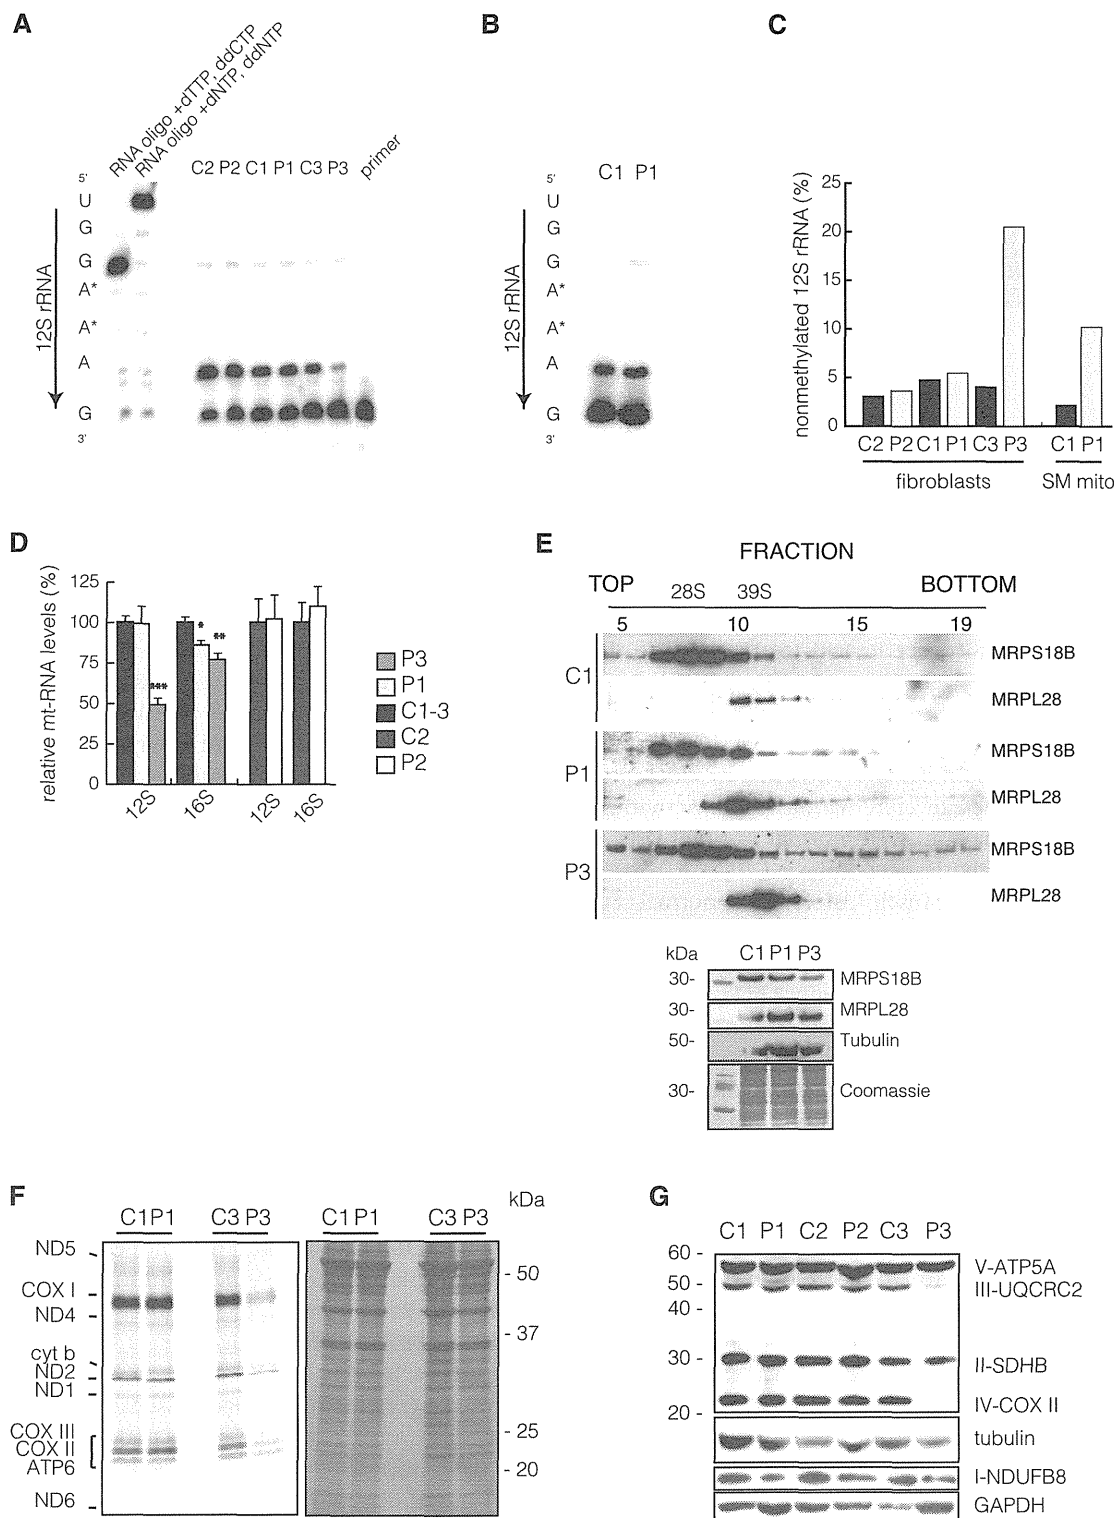 A
RNA oligo +dTTP, ddCTP
RNA oligo +dNTP, ddNTP
C2 P2 C1 P1 C3 P3 primer
5'
U
G
G
A*
A*
A
G
3'
12S rRNA
B
C1 P1
5'
U
G
G
A*
A*
A
G
3'
12S rRNA
C
nonmethylated 12S rRNA (%)
25
20
15
10
5
0
C2 P2 C1 P1 C3 P3 C1 P1
fibroblasts SM mito
D
relative mt-RNA levels (%)
125
100
75
50
25
0
***
*
**
12S 16S 12S 16S
P3
P1
C1-3
C2
P2
E
FRACTION
TOP 28S 39S BOTTOM
5 10 15 19
C1
MRPS18B
MRPL28
P1
MRPS18B
MRPL28
P3
MRPS18B
MRPL28
kDa C1 P1 P3
30- MRPS18B
30- MRPL28
50- Tubulin
30- Coomassie
F
C1 P1 C3 P3 C1 P1 C3 P3 kDa
ND5
COX I
ND4
cyt b
ND2
ND1
COX III
COX II
ATP6
ND6
- 50
- 37
- 25
- 20
G
C1 P1 C2 P2 C3 P3
60 -
50 -
40 -
30 -
20 -
V-ATP5A
III-UQCRC2
II-SDHB
IV-COX II
tubulin
I-NDUFB8
GAPDH